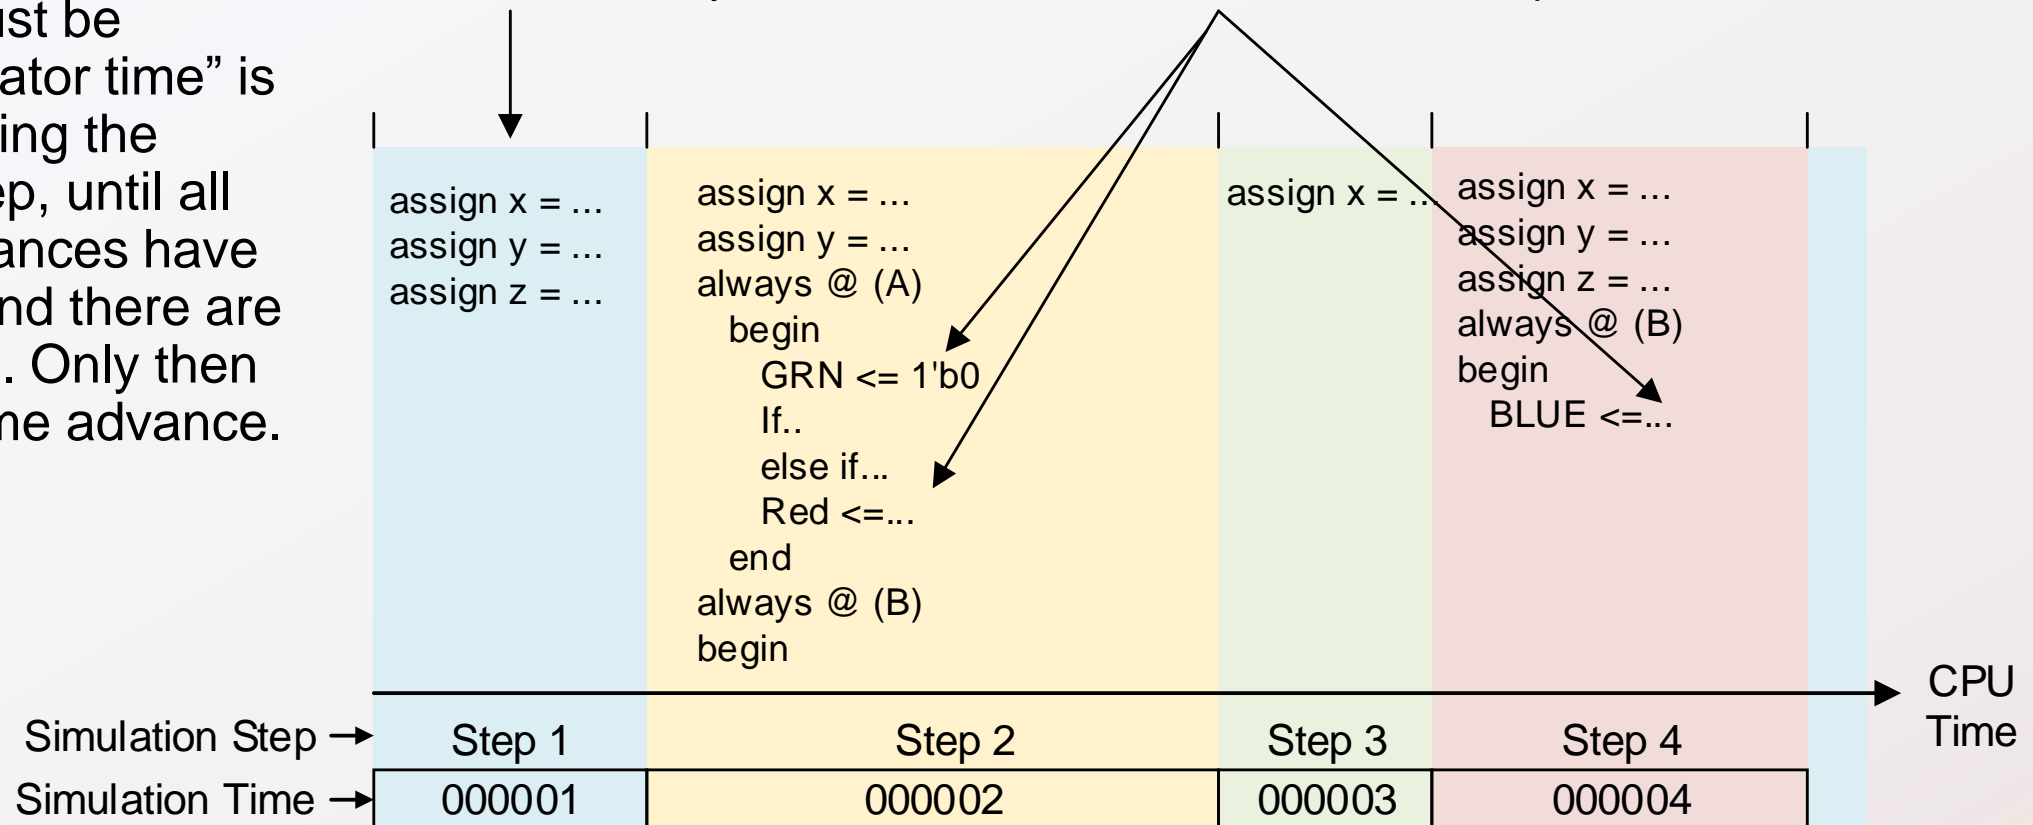 ust be
ator time” is
ing the
ep, until all
ances have
nd there are
. Only then
me advance.
assign x = ...
assign y = ...
assign z = ...
assign x = ...
assign y = ...
always @ (A)
begin
GRN <= 1'b0
If..
else if...
Red <=...
end
always @ (B)
begin
assign x = ...
assign x = ...
assign y = ...
assign z = ...
always @ (B)
begin
BLUE <=...
CPU
Time
Simulation Step
Step 1
Step 2
Step 3
Step 4
Simulation Time
000001
000002
000003
000004